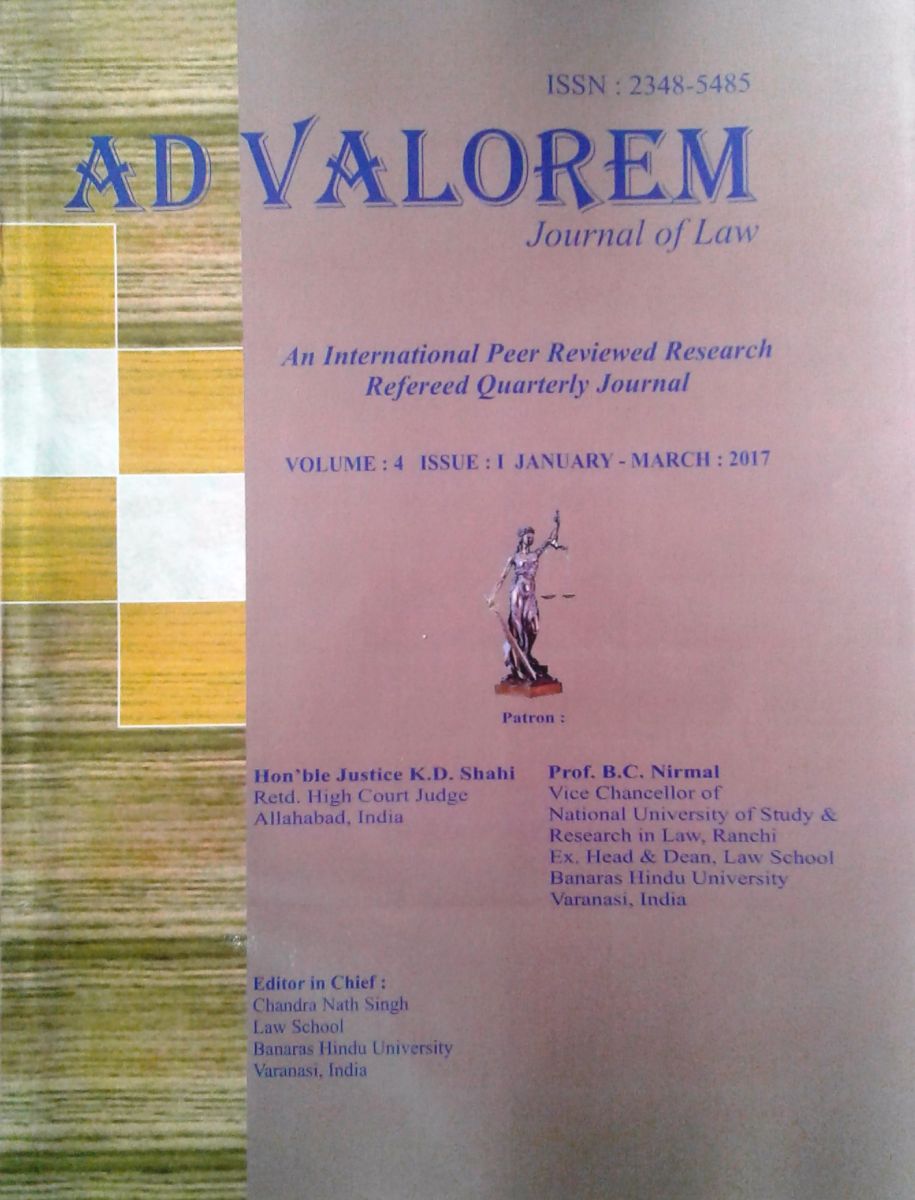 ISSN : 2348-5485
AD VALOREM
Journal of Law
An International Peer Reviewed Research
Refereed Quarterly Journal
VOLUME : 4 ISSUE : I JANUARY - MARCH : 2017
Patron :
Hon'ble Justice K.D. Shahi
Retd. High Court Judge
Allahabad, India
Prof. B.C. Nirmal
Vice Chancellor of
National University of Study &
Research in Law, Ranchi
Ex. Head & Dean, Law School
Banaras Hindu University
Varanasi, India
Editor in Chief :
Chandra Nath Singh
Law School
Banaras Hindu University
Varanasi, India